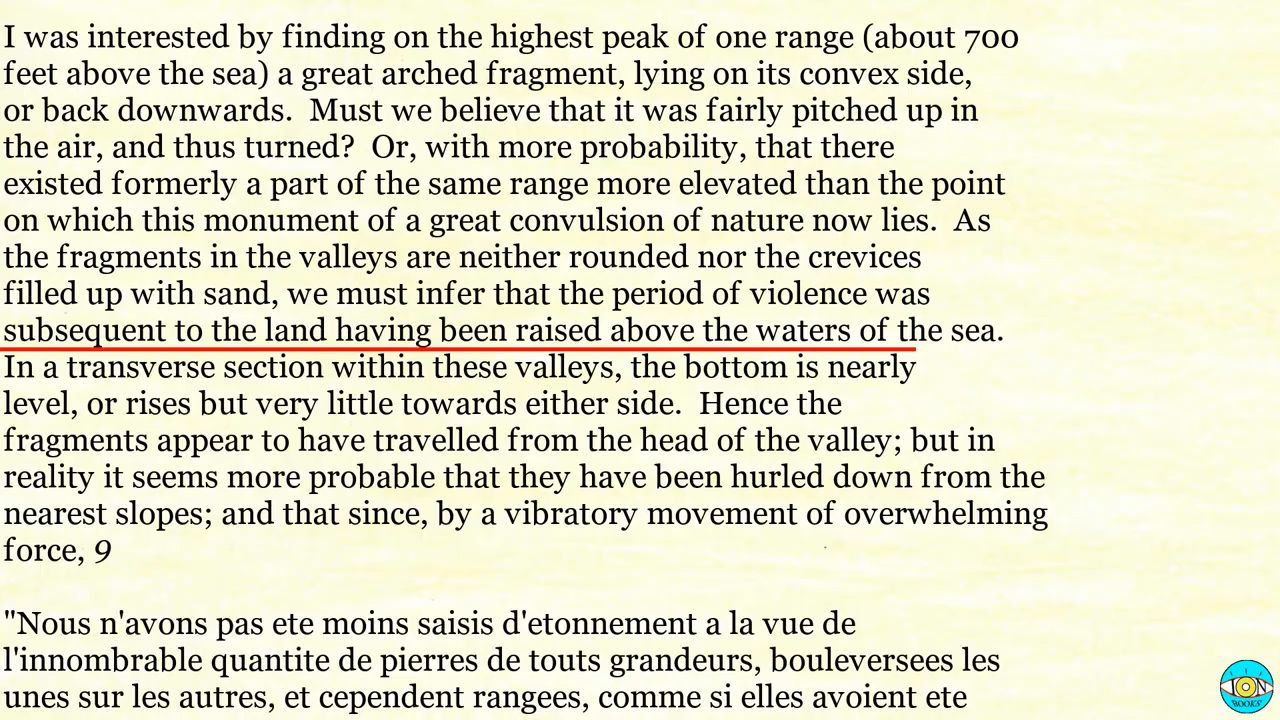 I was interested by finding on the highest peak of one range (about 700
feet above the sea) a great arched fragment, lying on its convex side,
or back downwards.  Must we believe that it was fairly pitched up in
the air, and thus turned?  Or, with more probability, that there
existed formerly a part of the same range more elevated than the point
on which this monument of a great convulsion of nature now lies.  As
the fragments in the valleys are neither rounded nor the crevices
filled up with sand, we must infer that the period of violence was
subsequent to the land having been raised above the waters of the sea.
In a transverse section within these valleys, the bottom is nearly
level, or rises but very little towards either side.  Hence the
fragments appear to have travelled from the head of the valley; but in
reality it seems more probable that they have been hurled down from the
nearest slopes; and that since, by a vibratory movement of overwhelming
force, 9
"Nous n'avons pas ete moins saisis d'etonnement a la vue de
l'innombrable quantite de pierres de touts grandeurs, bouleversees les
unes sur les autres, et cependent rangees, comme si elles avoient ete
ION
BOOKS